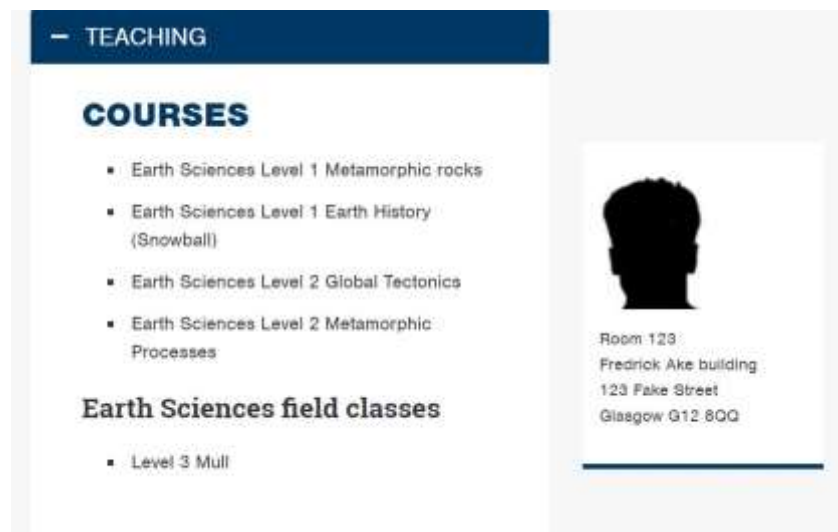 TEACHING
COURSES
Earth Sciences Level 1 Metamorphic rocks
Earth Sciences Level 1 Earth History
(Snowball)
Earth Sciences Level 2 Global Tectonics
Earth Sciences Level 2 Metamorphic
Processes
Earth Sciences field classes
Level 3 Mull
Room 123
Fredrick Ake building
123 Fake Street
Glasgow G12 8QQ